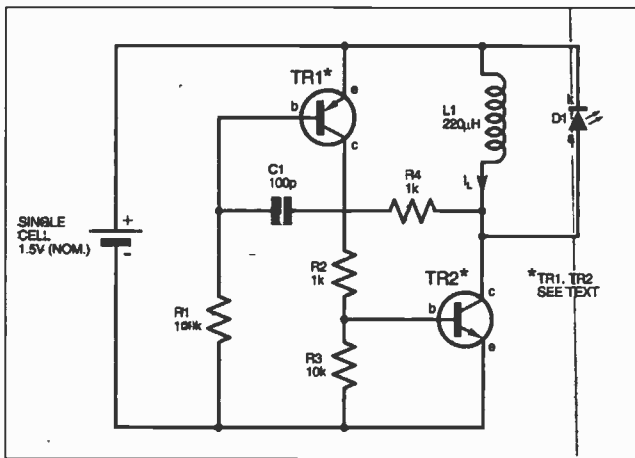 TR1*
e
b
c
L1
220µH
k
D1
a
C1
100p
R4
1k
IL
SINGLE
CELL
1.5V (NOM.)
+
-
R2
1k
TR2*
c
b
e
*TR1, TR2
SEE TEXT
R1
R3
10k